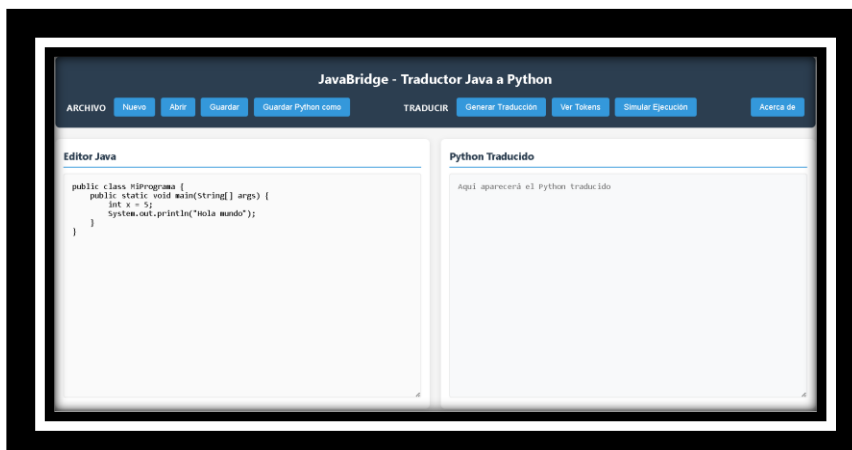 JavaBridge - Traductor Java a Python
ARCHIVO Nuevo Abrir Guardar Guardar Python como TRADUCIR Generar Traducción Ver Tokens Simular Ejecución Acerca de
Editor Java
public class MiPrograma {
    public static void main(String[] args) {
        int x = 5;
        System.out.println("Hola mundo");
    }
}
Python Traducido
Aquí aparecerá el Python traducido